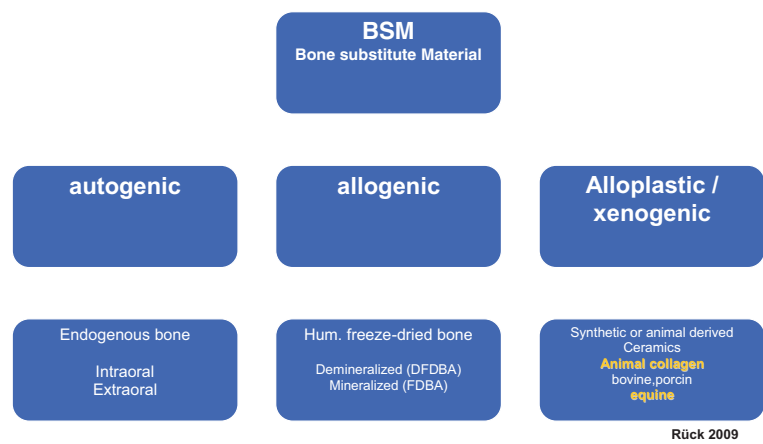 BSM
Bone substitute Material
autogenic
allogenic
Alloplastic /
xenogenic
Endogenous bone
Intraoral
Extraoral
Hum. freeze-dried bone
Demineralized (DFDBA)
Mineralized (FDBA)
Synthetic or animal derived
Ceramics
Animal collagen
bovine,porcin
equine
Rück 2009